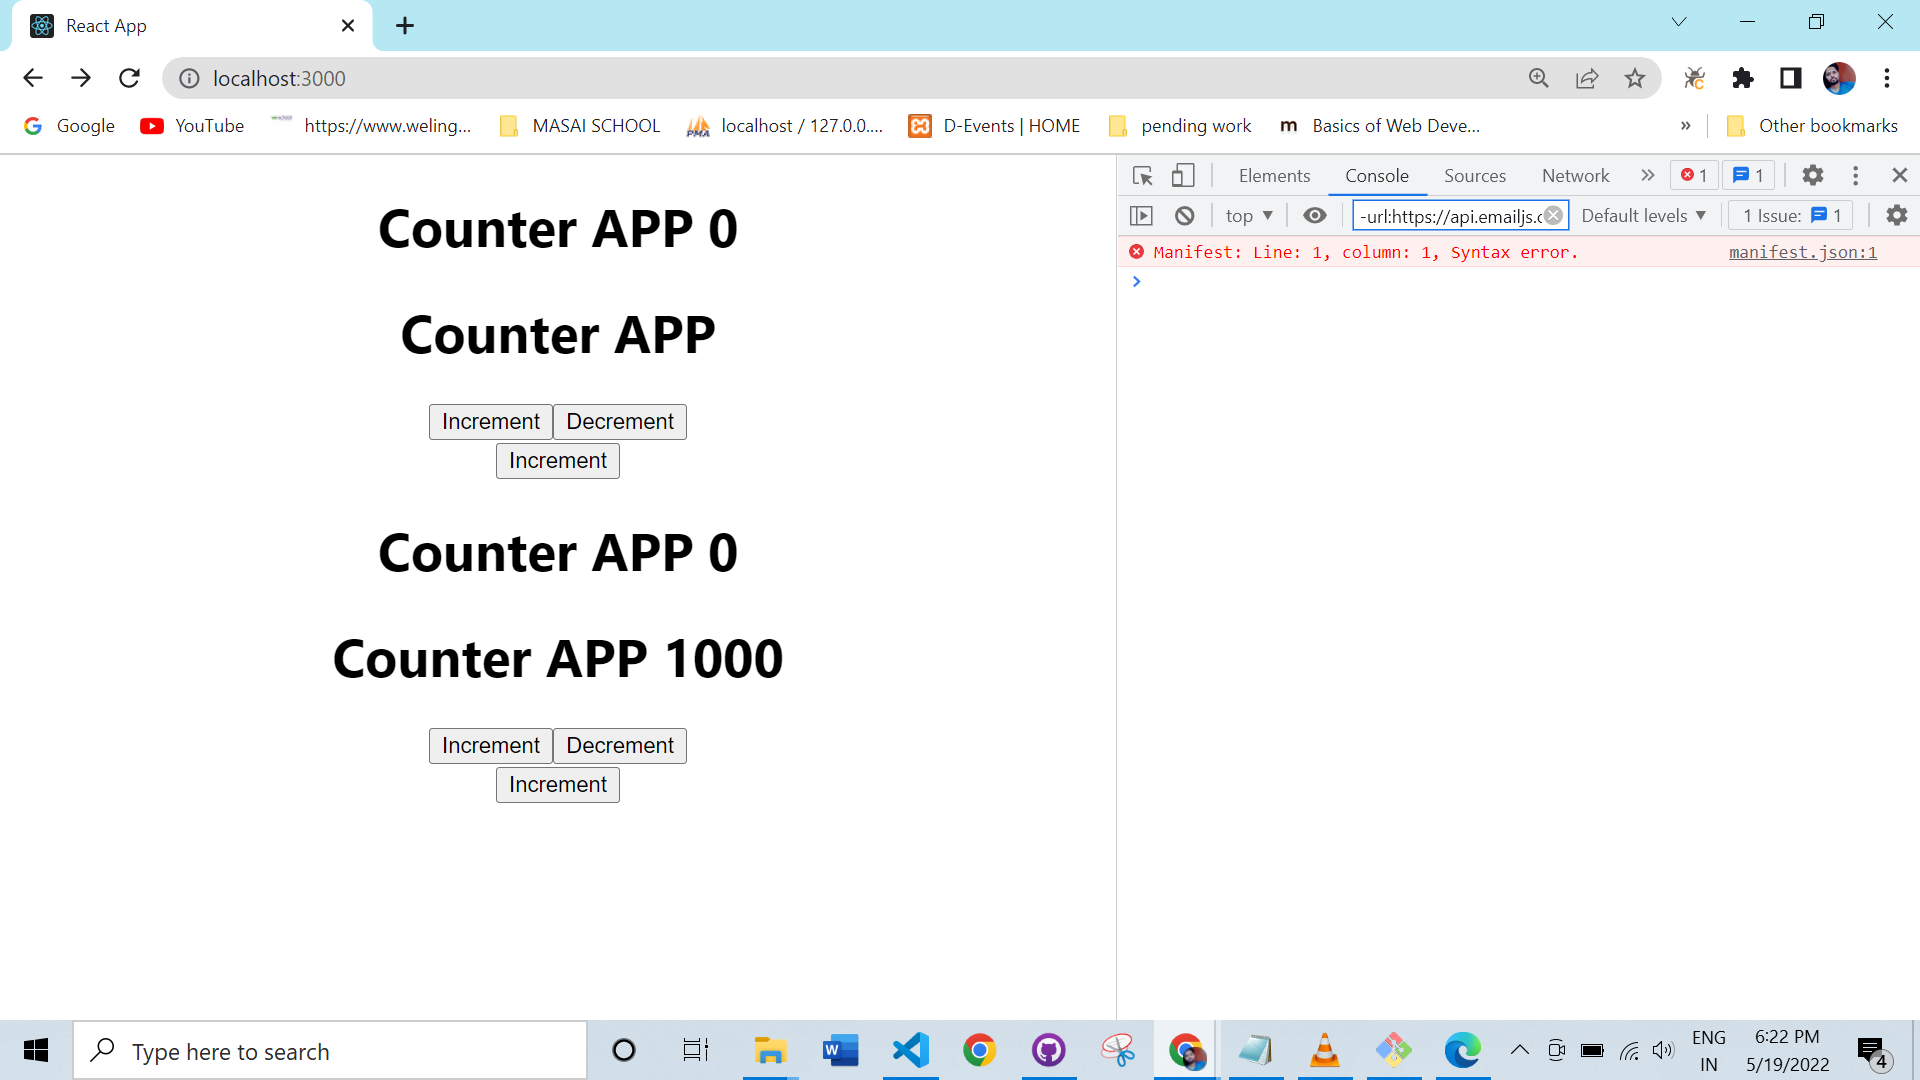 React App
localhost:3000
Google
YouTube
https://www.weling...
MASAI SCHOOL
PMA
localhost / 127.0.0....
D-Events | HOME
pending work
m
Basics of Web Deve...
»
Other bookmarks
Elements
Console
Sources
Network
»
1
1
top
-url:https://api.emailjs.c
Default levels
1 Issue:
1
Manifest: Line: 1, column: 1, Syntax error.
manifest.json:1
Counter APP 0
Counter APP
Increment
Decrement
Increment
Counter APP 0
Counter APP 1000
Increment
Decrement
Increment
Type here to search
W
ENG
IN
6:22 PM
5/19/2022
4